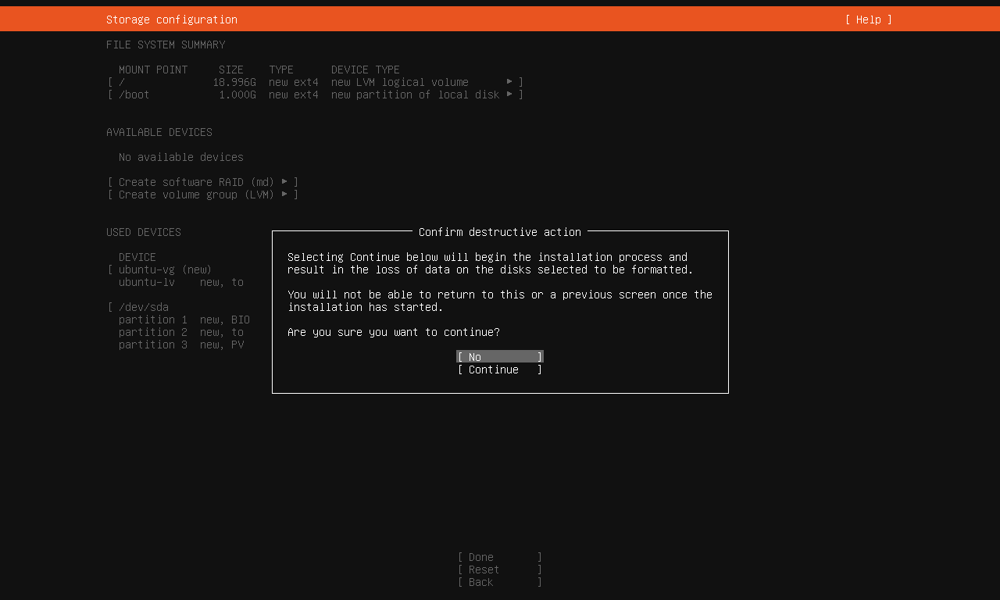 Storage configuration [ Help ]
FILE SYSTEM SUMMARY
MOUNT POINT SIZE TYPE DEVICE TYPE
[ / 18.996G new ext4 new LVM logical volume ▸ ]
[ /boot 1.000G new ext4 new partition of local disk ▸ ]
AVAILABLE DEVICES
No available devices
[ Create software RAID (md) ▸ ]
[ Create volume group (LVM) ▸ ]
USED DEVICES
DEVICE
[ ubuntu-vg (new)
ubuntu-lv new, to
[ /dev/sda
partition 1 new, BIO
partition 2 new, to
partition 3 new, PV
Confirm destructive action
Selecting Continue below will begin the installation process and
result in the loss of data on the disks selected to be formatted.
You will not be able to return to this or a previous screen once the
installation has started.
Are you sure you want to continue?
[ No ]
[ Continue ]
[ Done ]
[ Reset ]
[ Back ]